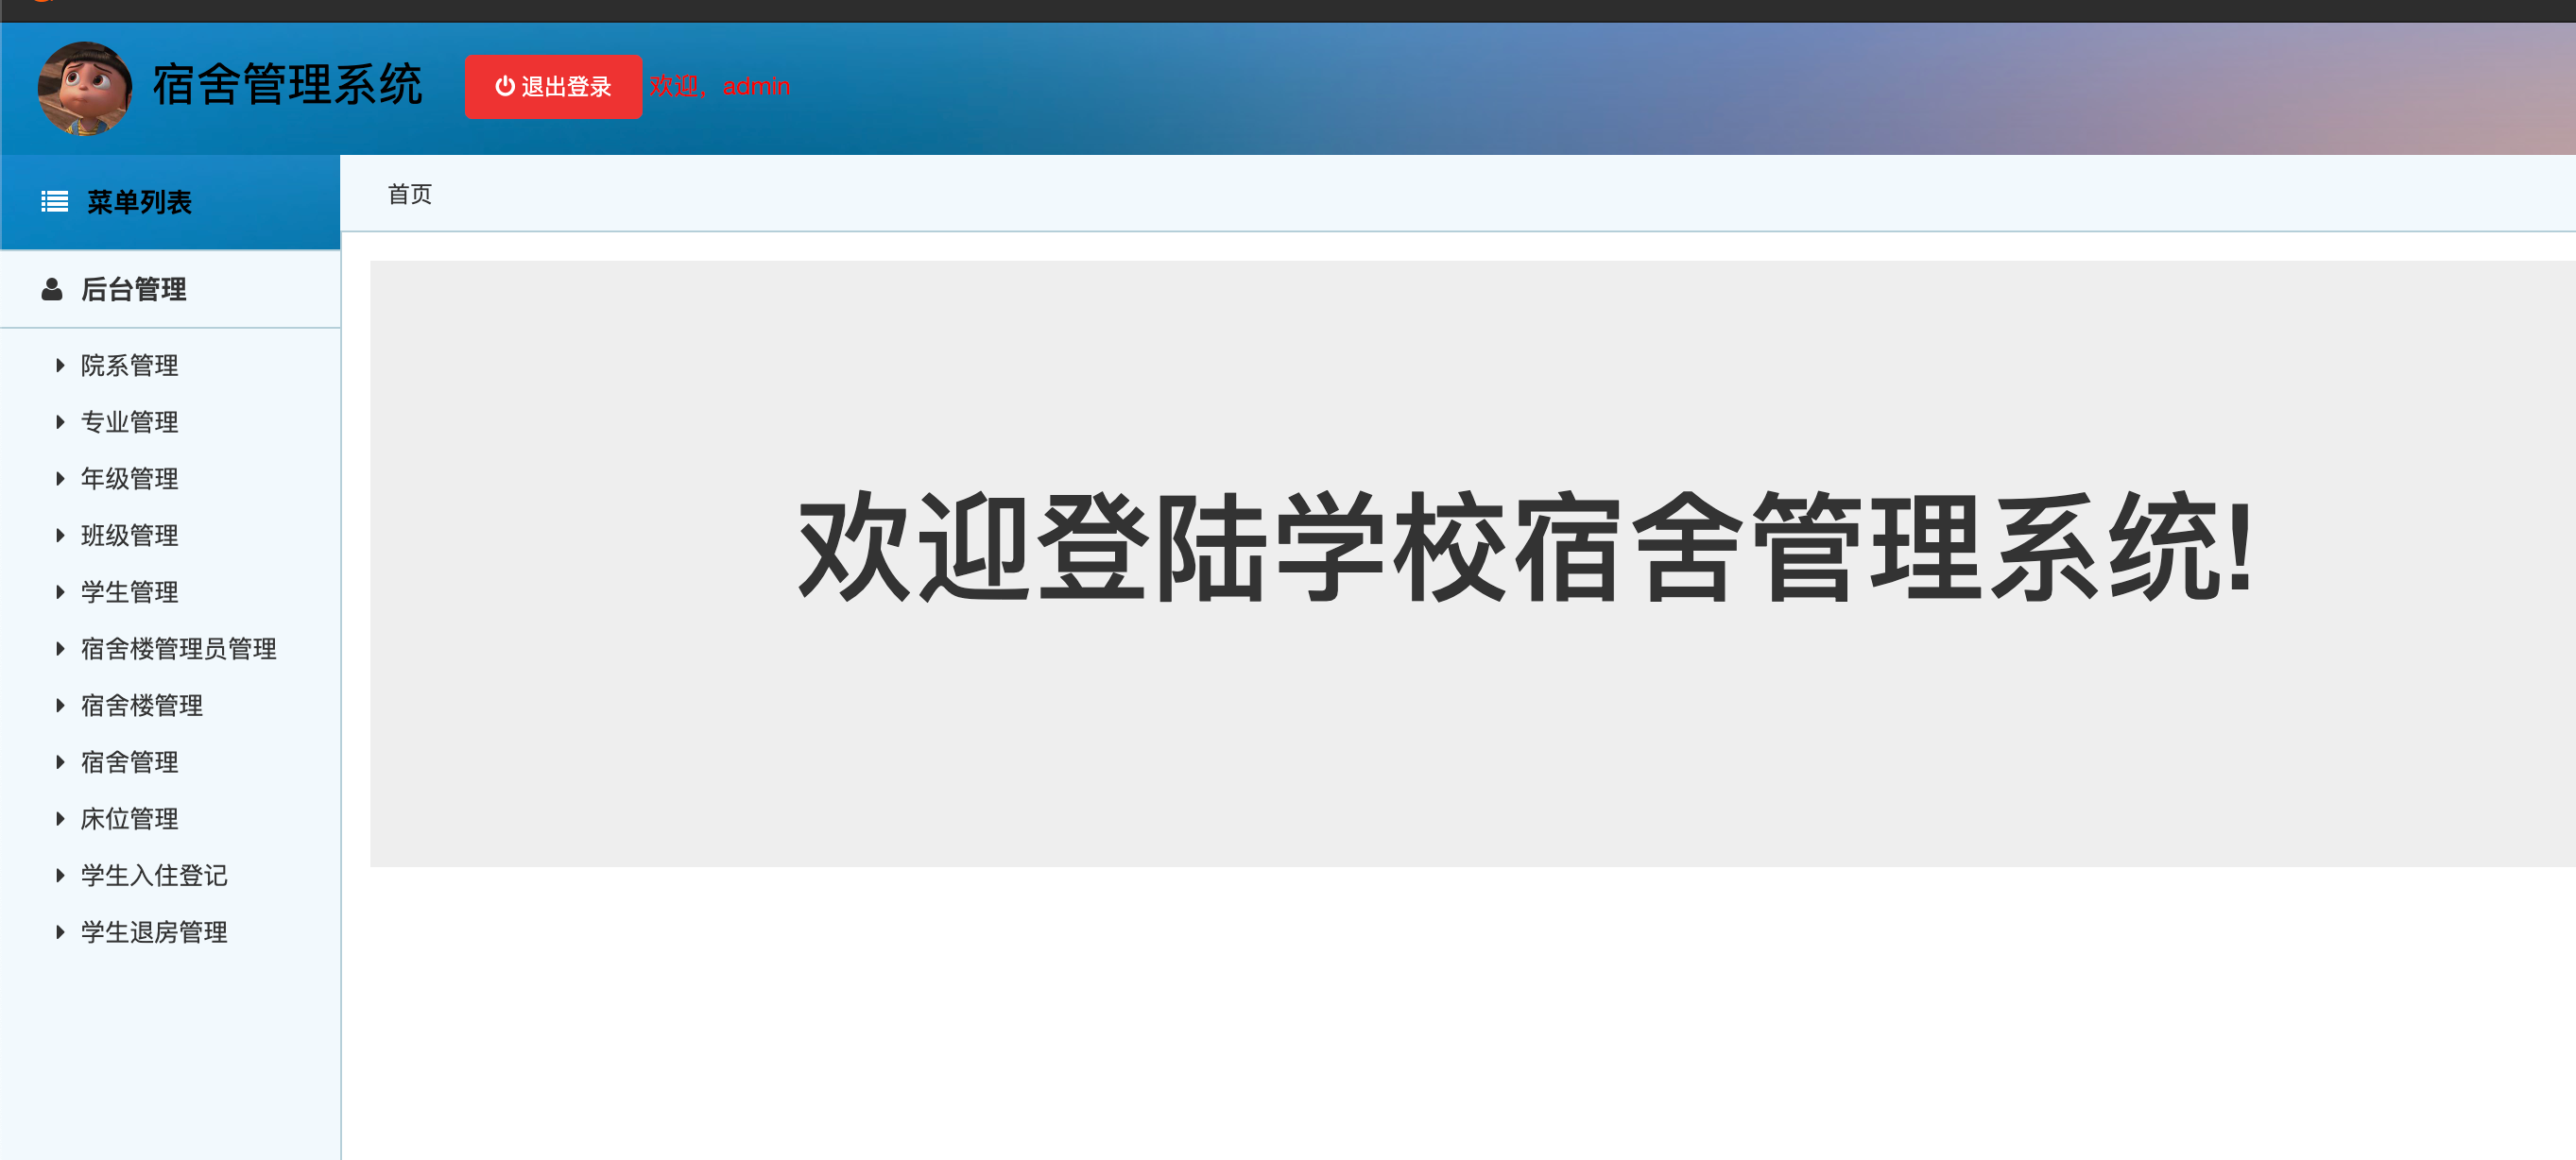 宿舍管理系统
退出登录 欢迎，admin
菜单列表
首页
后台管理
院系管理
专业管理
年级管理
班级管理
学生管理
宿舍楼管理员管理
宿舍楼管理
宿舍管理
床位管理
学生入住登记
学生退房管理
欢迎登陆学校宿舍管理系统!